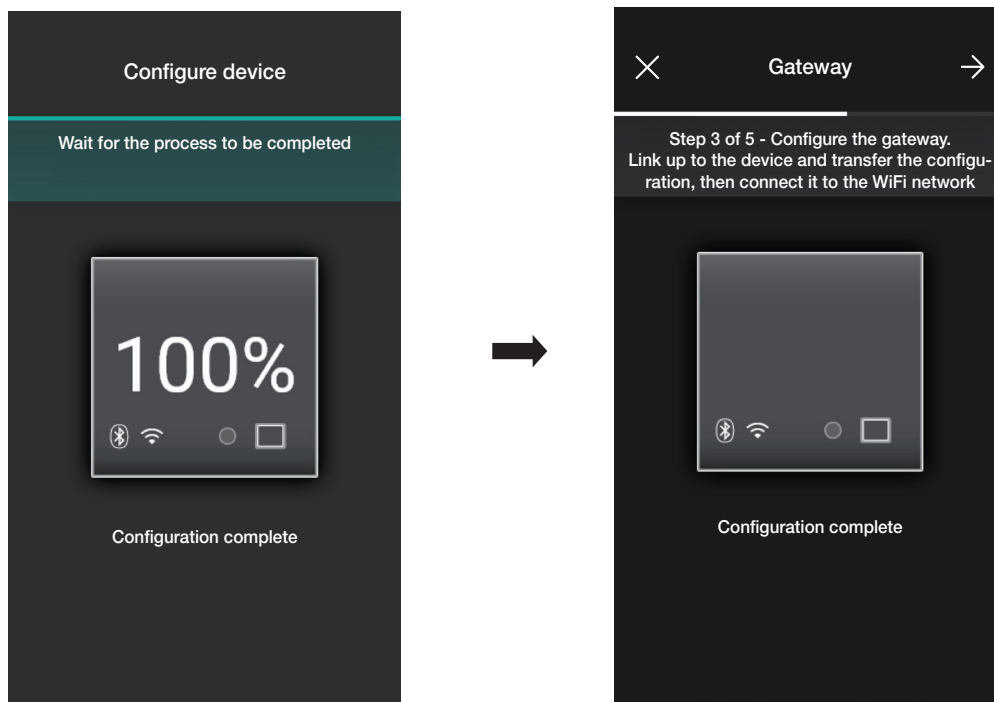 Configure device
Wait for the process to be completed
100%
Configuration complete
Gateway
Step 3 of 5 - Configure the gateway.
Link up to the device and transfer the configu-
ration, then connect it to the WiFi network
Configuration complete